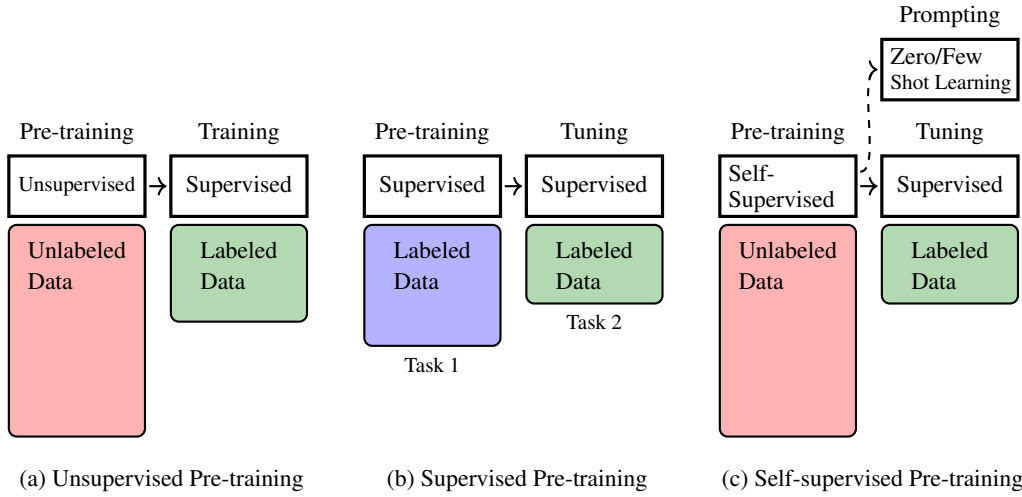 Pre-training
Training
Unsupervised
Supervised
Unlabeled
Data
Labeled
Data
(a) Unsupervised Pre-training
Pre-training
Tuning
Supervised
Supervised
Labeled
Data
Labeled
Data
Task 1
Task 2
(b) Supervised Pre-training
Prompting
Zero/Few
Shot Learning
Pre-training
Tuning
Self-
Supervised
Supervised
Unlabeled
Data
Labeled
Data
(c) Self-supervised Pre-training